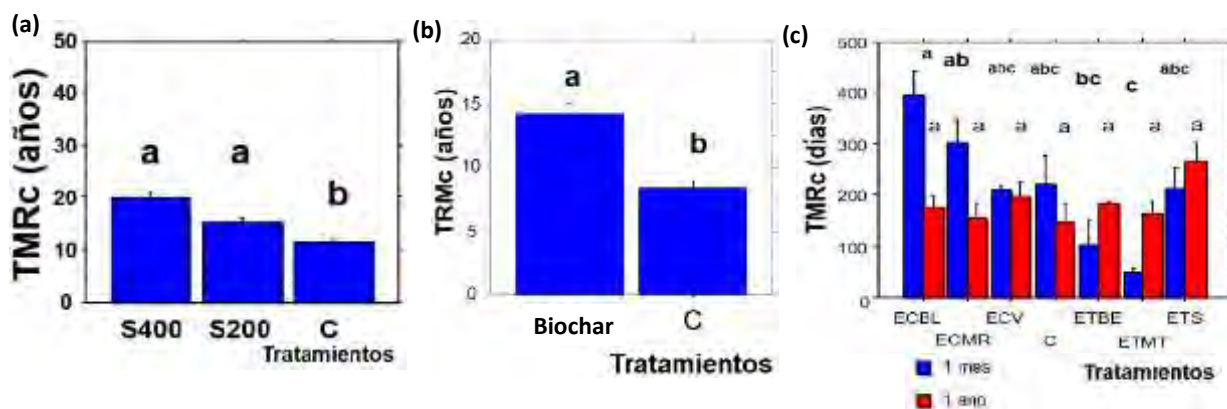 (a)
TMRc (años)
50
40
30
20
10
0
a
a
b
S400 S200 C
Tratamientos
(b)
TRMc (años)
20
15
10
5
0
a
b
Biochar C
Tratamientos
(c)
TMRc (días)
500
400
300
200
100
0
a ab abc abc bc c abc
a a a a a a a
ECBL ECV ETBE ETS
ECMR C ETMT
Tratamientos
1 mes
1 año